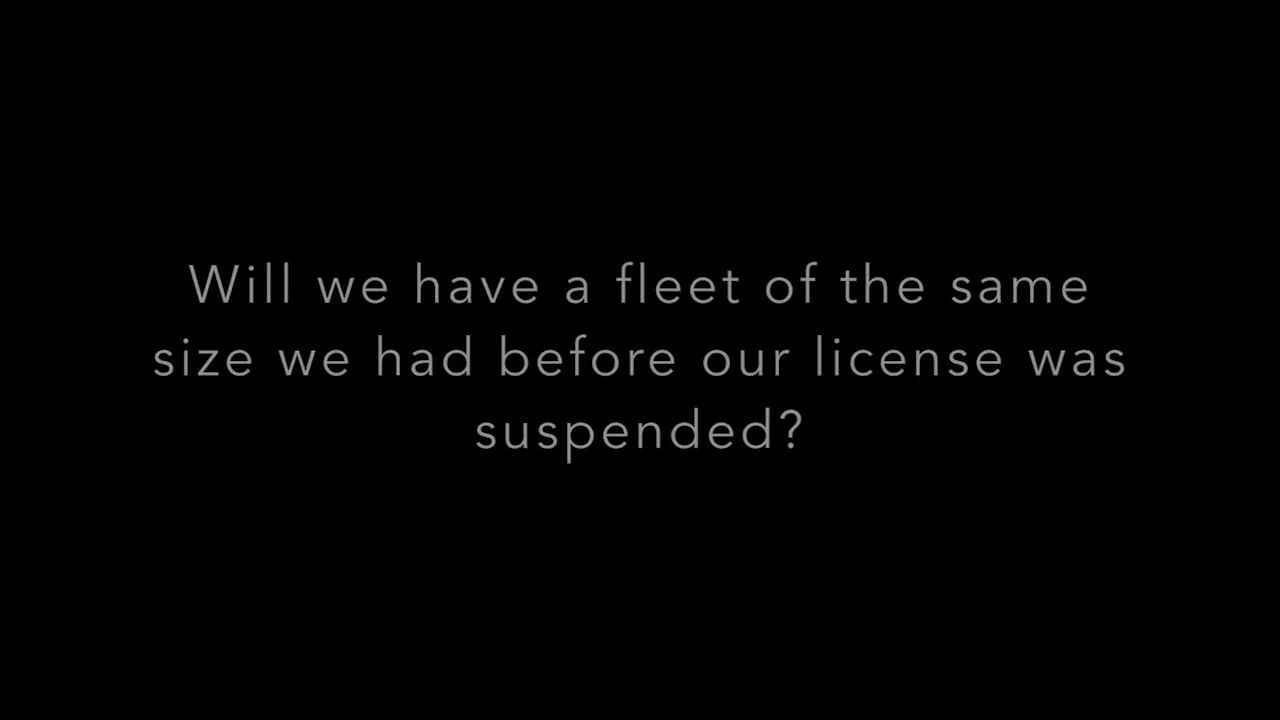 Will we have a fleet of the same
size we had before our license was
suspended?